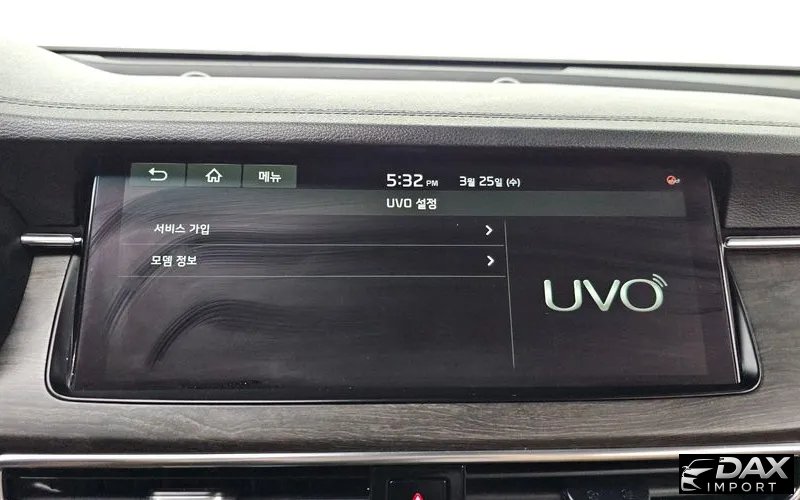 메뉴 5:32 PM 3월 25일 (수)
UVO 설정
서비스 가입
모뎀 정보
UVO
DAX
IMPORT